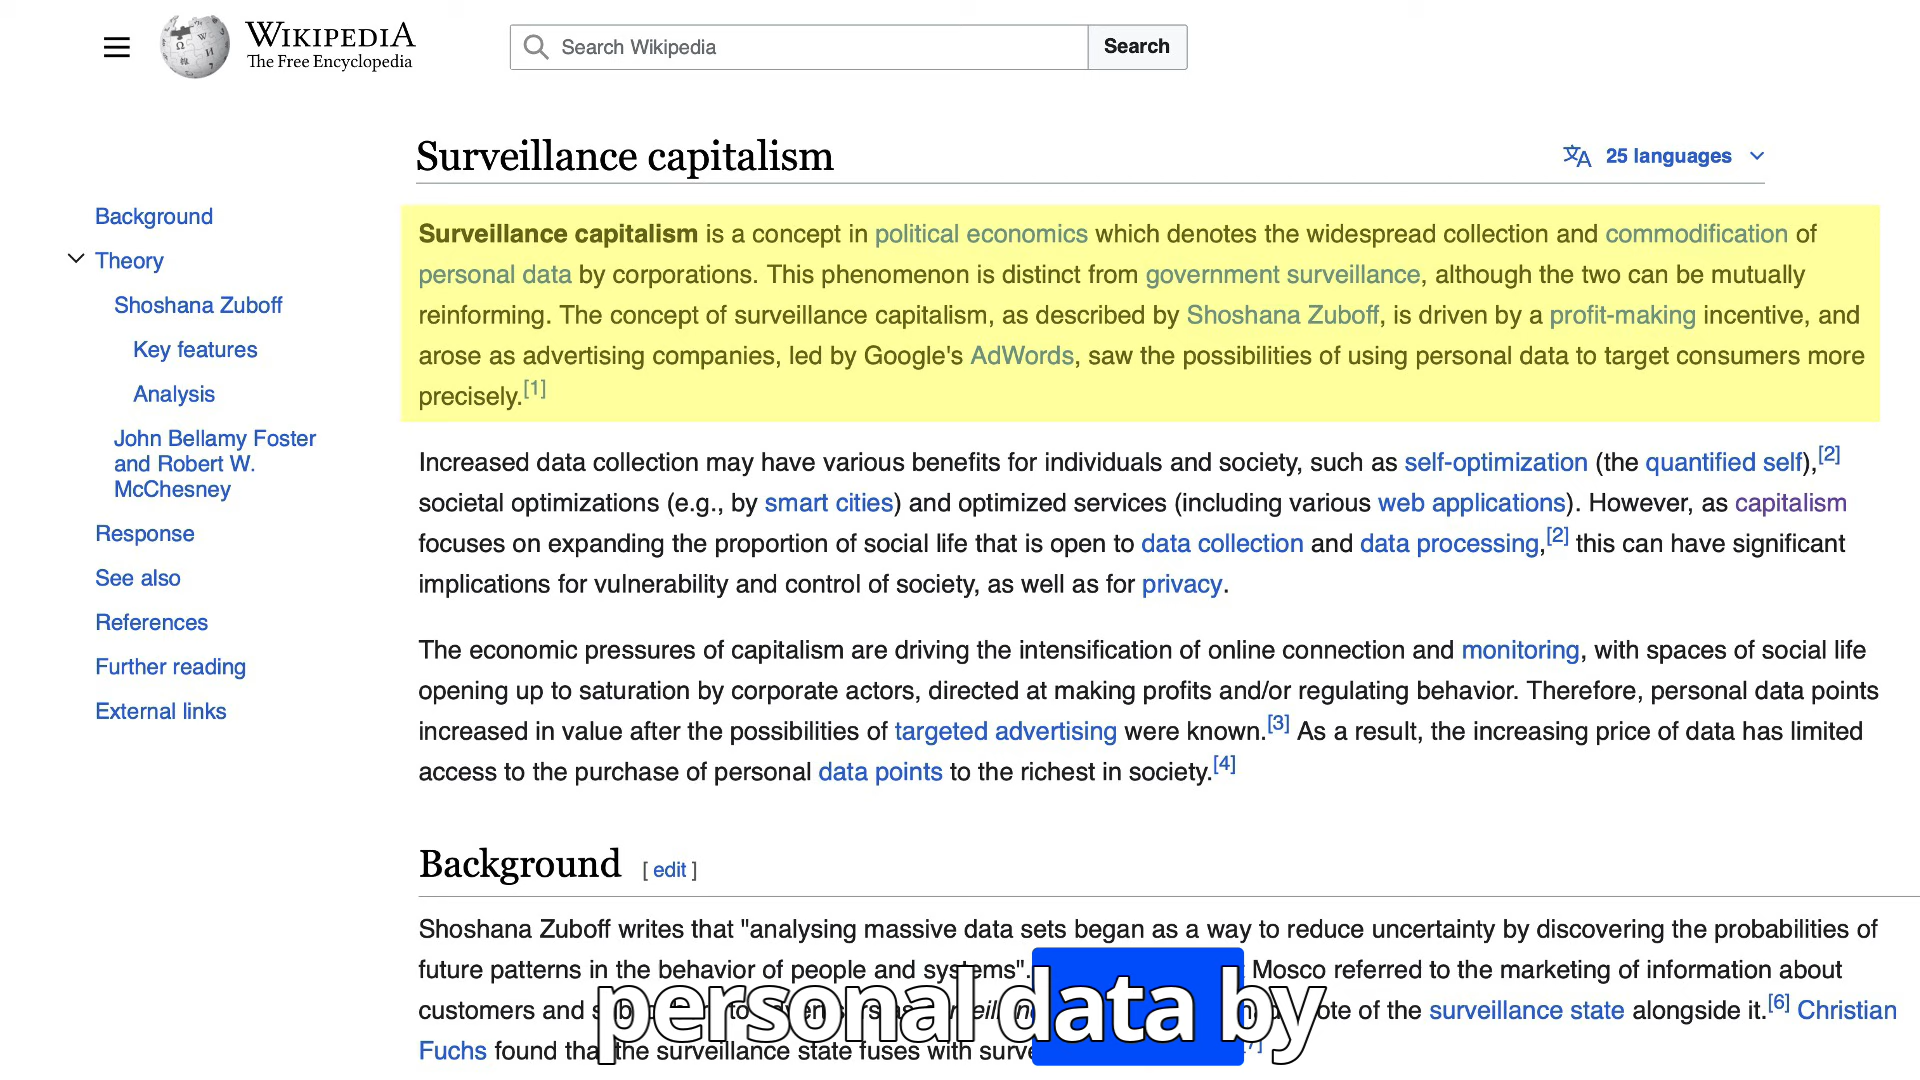 WIKIPEDIA
The Free Encyclopedia
Search Wikipedia
Search
Surveillance capitalism
25 languages
Background
Theory
Shoshana Zuboff
Key features
Analysis
John Bellamy Foster
and Robert W.
McChesney
Response
See also
References
Further reading
External links
Surveillance capitalism is a concept in political economics which denotes the widespread collection and commodification of
personal data by corporations. This phenomenon is distinct from government surveillance, although the two can be mutually
reinforming. The concept of surveillance capitalism, as described by Shoshana Zuboff, is driven by a profit-making incentive, and
arose as advertising companies, led by Google's AdWords, saw the possibilities of using personal data to target consumers more
precisely.[1]
Increased data collection may have various benefits for individuals and society, such as self-optimization (the quantified self),[2]
societal optimizations (e.g., by smart cities) and optimized services (including various web applications). However, as capitalism
focuses on expanding the proportion of social life that is open to data collection and data processing,[2] this can have significant
implications for vulnerability and control of society, as well as for privacy.
The economic pressures of capitalism are driving the intensification of online connection and monitoring, with spaces of social life
opening up to saturation by corporate actors, directed at making profits and/or regulating behavior. Therefore, personal data points
increased in value after the possibilities of targeted advertising were known.[3] As a result, the increasing price of data has limited
access to the purchase of personal data points to the richest in society.[4]
Background [ edit ]
Shoshana Zuboff writes that "analysing massive data sets began as a way to reduce uncertainty by discovering the probabilities of
future patterns in the behavior of people and systems". Mosco referred to the marketing of information about
customers and of the surveillance state alongside it.[6] Christian
Fuchs found that the surveillance state fuses with
personal data by